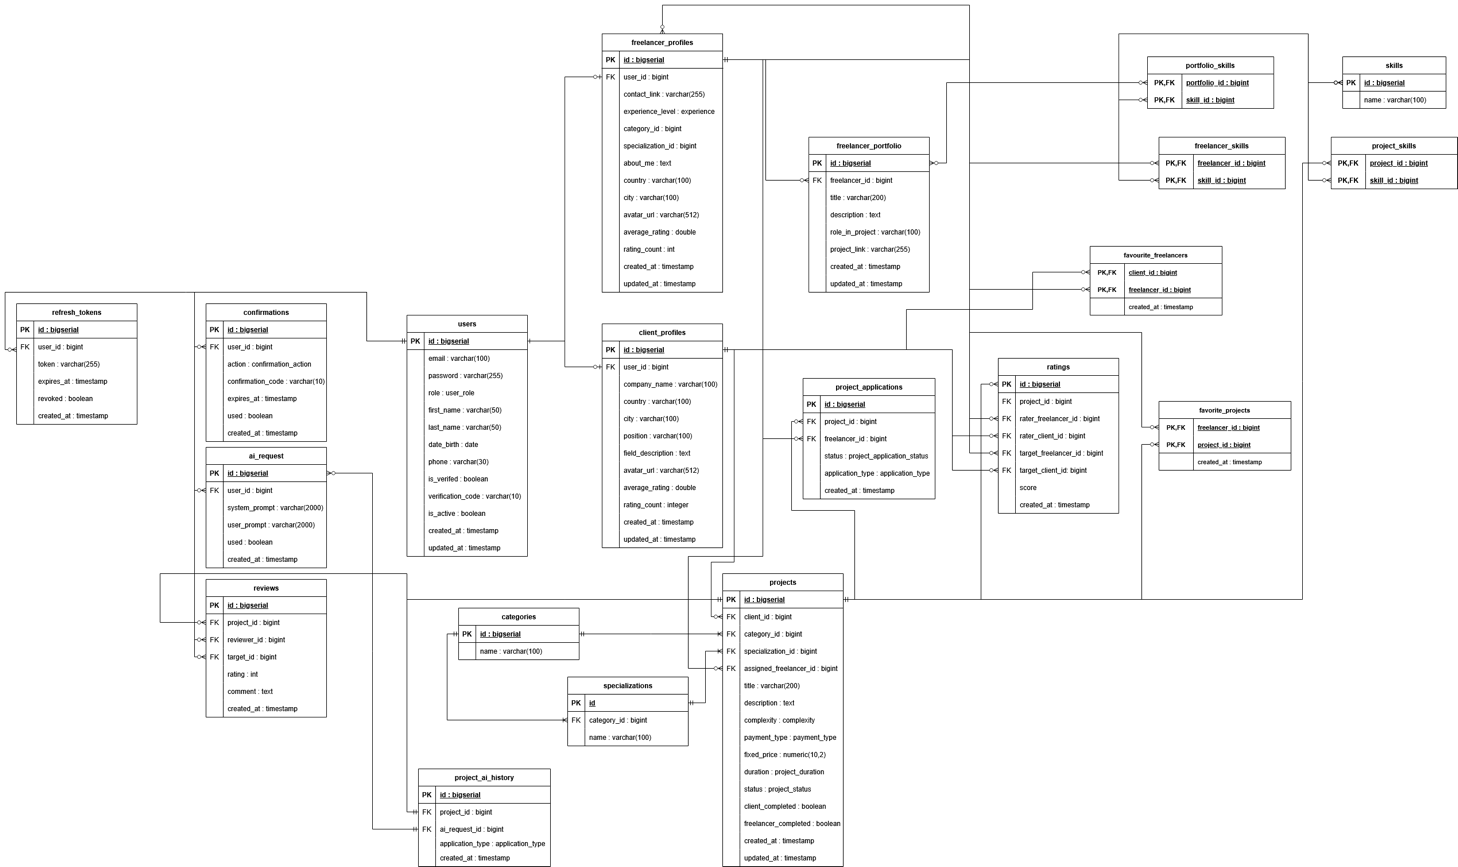 freelancer_profiles
PK id : bigserial
FK user_id : bigint
contact_link : varchar(255)
experience_level : experience
category_id : bigint
specialization_id : bigint
about_me : text
country : varchar(100)
city : varchar(100)
avatar_url : varchar(512)
average_rating : double
rating_count : int
created_at : timestamp
updated_at : timestamp
portfolio_skills
PK,FK portfolio_id : bigint
PK,FK skill_id : bigint
skills
PK id : bigserial
name : varchar(100)
freelancer_portfolio
PK id : bigserial
FK freelancer_id : bigint
title : varchar(200)
description : text
role_in_project : varchar(100)
project_link : varchar(255)
created_at : timestamp
updated_at : timestamp
freelancer_skills
PK,FK freelancer_id : bigint
PK,FK skill_id : bigint
project_skills
PK,FK project_id : bigint
PK,FK skill_id : bigint
favourite_freelancers
PK,FK client_id : bigint
PK,FK freelancer_id : bigint
created_at : timestamp
refresh_tokens
PK id : bigserial
FK user_id : bigint
token : varchar(255)
expires_at : timestamp
revoked : boolean
created_at : timestamp
confirmations
PK id : bigserial
FK user_id : bigint
action : confirmation_action
confirmation_code : varchar(10)
expires_at : timestamp
used : boolean
created_at : timestamp
users
PK id : bigserial
email : varchar(100)
password : varchar(255)
role : user_role
first_name : varchar(50)
last_name : varchar(50)
date_birth : date
phone : varchar(30)
is_verifed : boolean
verification_code : varchar(10)
is_active : boolean
created_at : timestamp
updated_at : timestamp
client_profiles
PK id : bigserial
FK user_id : bigint
company_name : varchar(100)
country : varchar(100)
city : varchar(100)
position : varchar(100)
field_description : text
avatar_url : varchar(512)
average_rating : double
rating_count : integer
created_at : timestamp
updated_at : timestamp
project_applications
PK id : bigserial
FK project_id : bigint
FK freelancer_id : bigint
status : project_application_status
application_type : application_type
created_at : timestamp
ratings
PK id : bigserial
FK project_id : bigint
FK rater_freelancer_id : bigint
FK rater_client_id : bigint
FK target_freelancer_id : bigint
FK target_client_id: bigint
score
created_at : timestamp
favorite_projects
PK,FK freelancer_id : bigint
PK,FK project_id : bigint
created_at : timestamp
ai_request
PK id : bigserial
FK user_id : bigint
system_prompt : varchar(2000)
user_prompt : varchar(2000)
used : boolean
created_at : timestamp
reviews
PK id : bigserial
FK project_id : bigint
FK reviewer_id : bigint
FK target_id : bigint
rating : int
comment : text
created_at : timestamp
categories
PK id : bigserial
name : varchar(100)
specializations
PK id
FK category_id : bigint
name : varchar(100)
projects
PK id : bigserial
FK client_id : bigint
FK category_id : bigint
FK specialization_id : bigint
FK assigned_freelancer_id : bigint
title : varchar(200)
description : text
complexity : complexity
payment_type : payment_type
fixed_price : numeric(10,2)
duration : project_duration
status : project_status
client_completed : boolean
freelancer_completed : boolean
created_at : timestamp
updated_at : timestamp
project_ai_history
PK id : bigserial
FK project_id : bigint
FK ai_request_id : bigint
application_type : application_type
created_at : timestamp